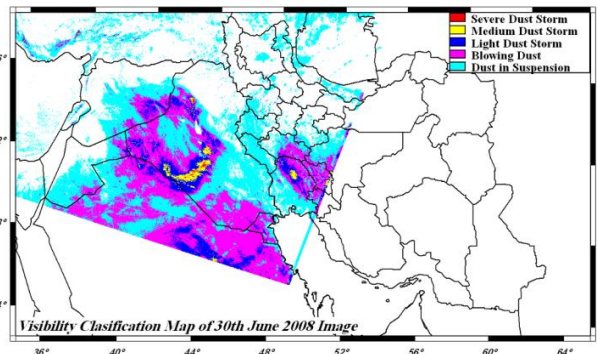 Severe Dust Storm
Medium Dust Storm
Light Dust Storm
Blowing Dust
Dust in Suspension
Visibility Clasification Map of 30th June 2008 Image
36° 40° 44° 48° 52° 56° 60° 64°